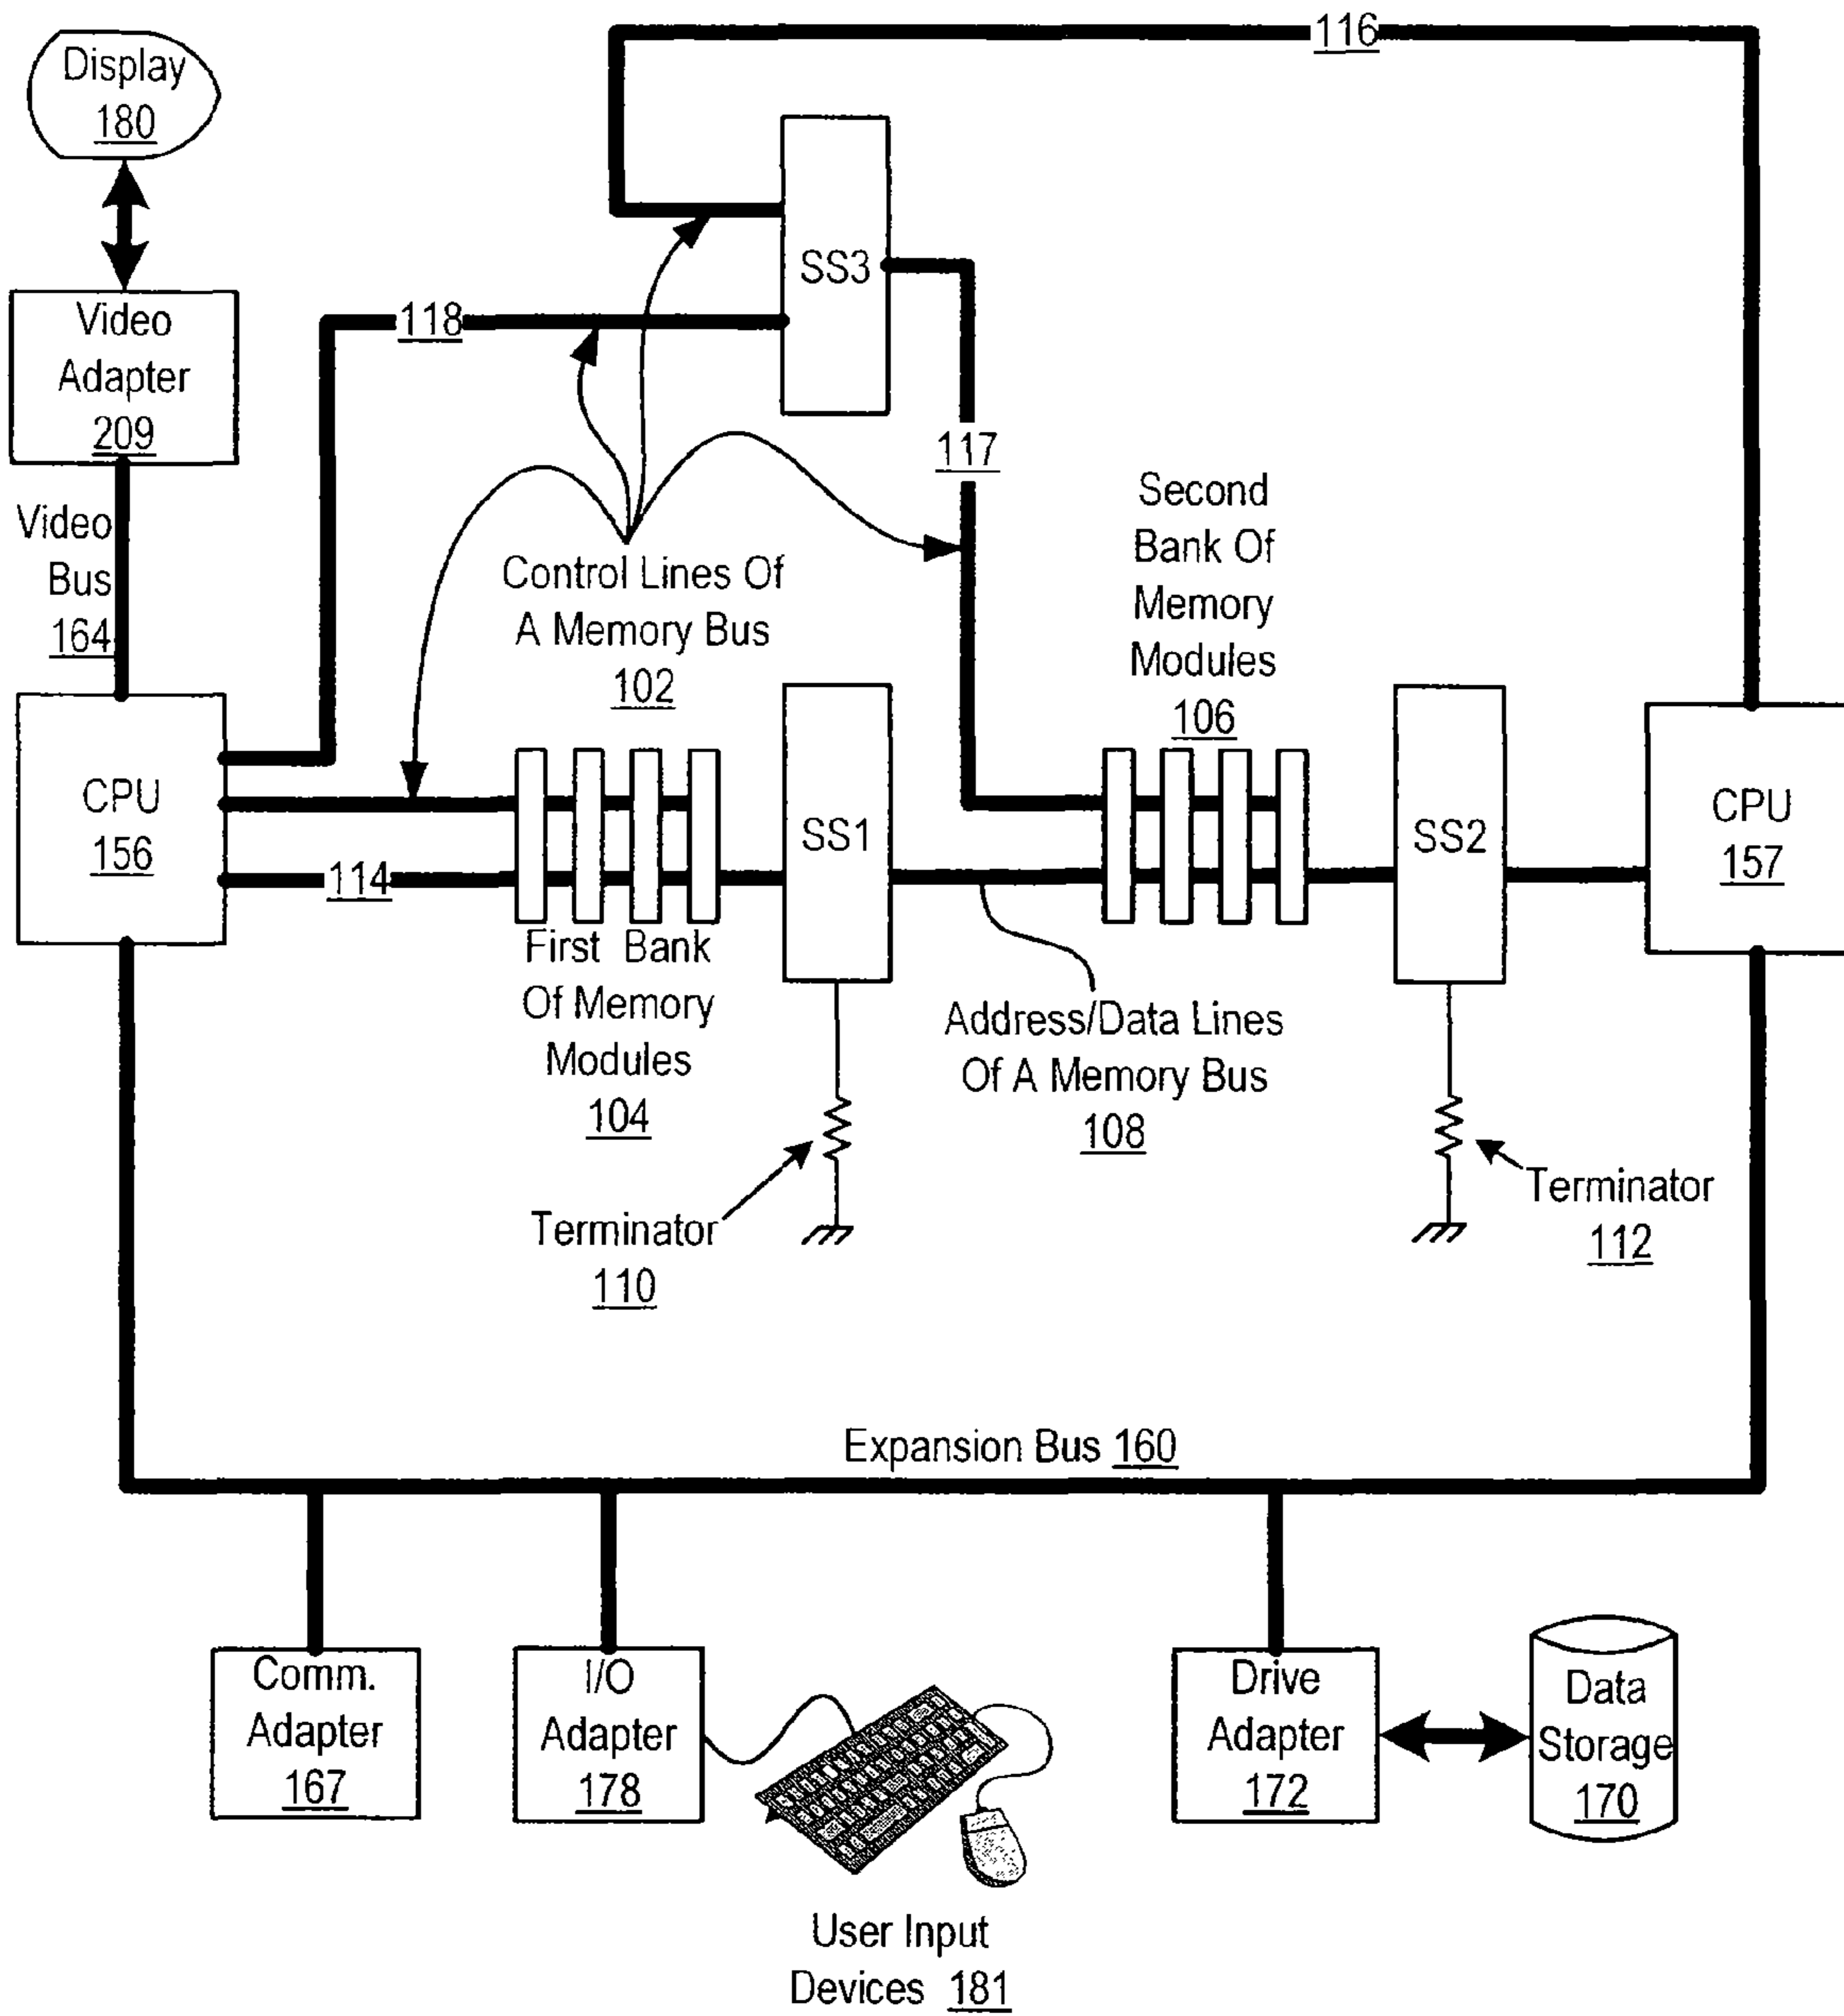 116
Display
180
SS3
Video
Adapter
209
118
117
Video
Bus
164
Control Lines Of
A Memory Bus
102
Second
Bank Of
Memory
Modules
106
CPU
156
114
SS1
SS2
CPU
157
First Bank
Of Memory
Modules
104
Address/Data Lines
Of A Memory Bus
108
Terminator
110
Terminator
112
Expansion Bus 160
Comm.
Adapter
167
I/O
Adapter
178
Drive
Adapter
172
Data
Storage
170
User Input
Devices 181